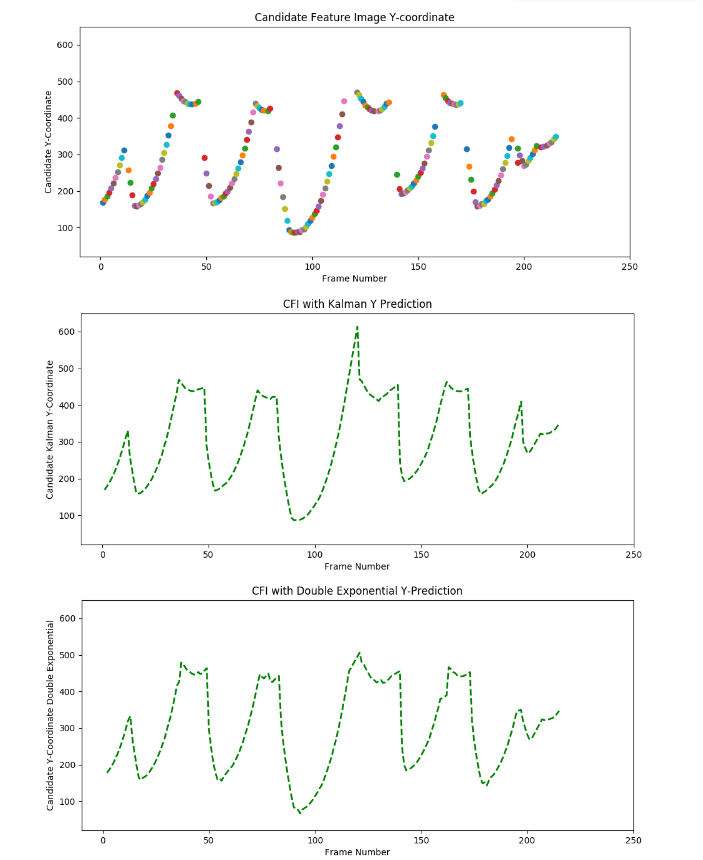 Candidate Feature Image Y-coordinate
600
500
400
300
200
100
Candidate Y-Coordinate
0 50 100 150 200 250
Frame Number
CFI with Kalman Y Prediction
600
500
400
300
200
100
Candidate Kalman Y-Coordinate
0 50 100 150 200 250
Frame Number
CFI with Double Exponential Y-Prediction
600
500
400
300
200
100
Candidate Y-Coordinate Double Exponential
0 50 100 150 200 250
Frame Number